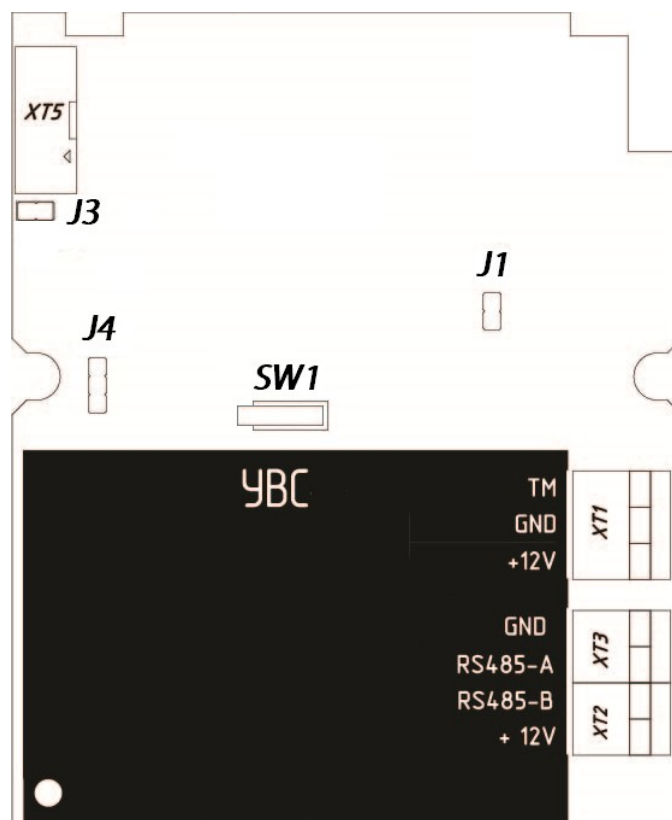 XT5
J3
J1
J4
SW1
УВС
TM
GND
+12V
XT1
GND
RS485-A
XT3
RS485-B
+ 12V
XT2